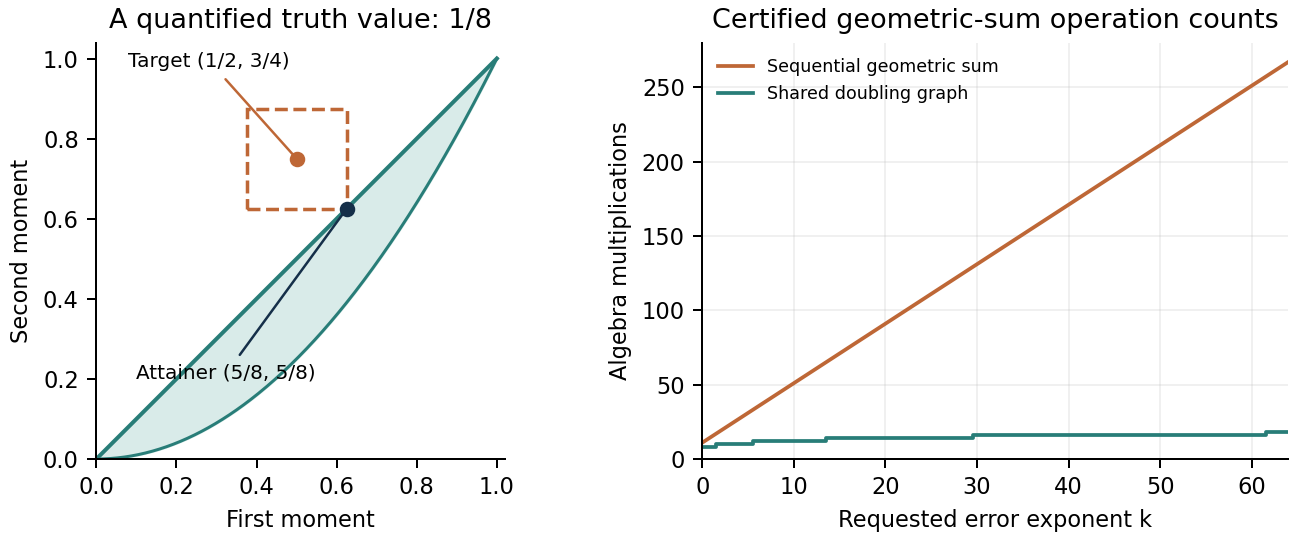 A quantified truth value: 1/8
Target (1/2, 3/4)
Attainer (5/8, 5/8)
Second moment
1.0
0.8
0.6
0.4
0.2
0.0
0.0 0.2 0.4 0.6 0.8 1.0
First moment
Certified geometric-sum operation counts
Sequential geometric sum
Shared doubling graph
Algebra multiplications
250
200
150
100
50
0
0 10 20 30 40 50 60
Requested error exponent k